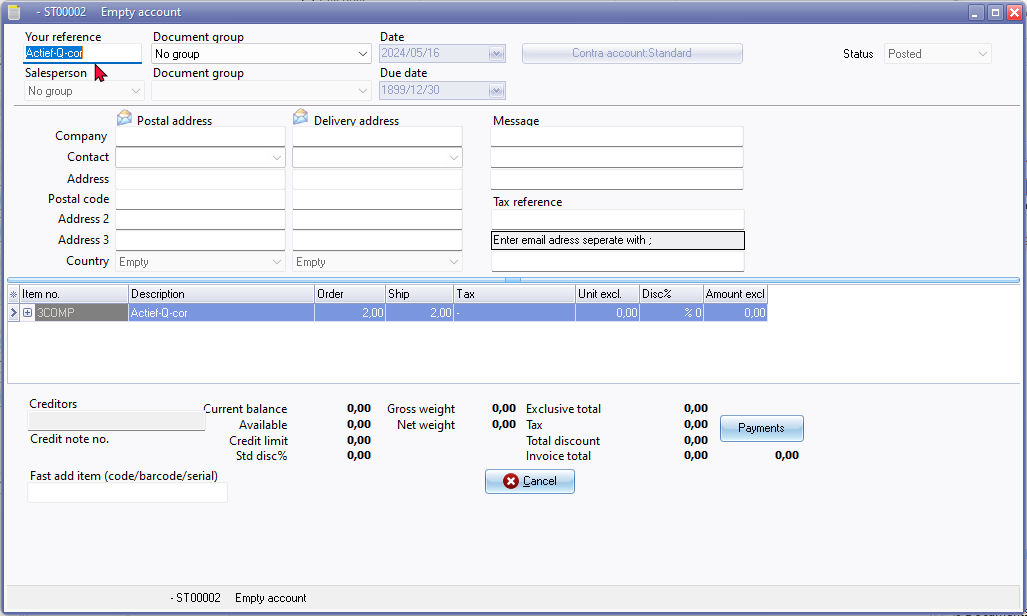 - ST00002 Empty account
Your reference Document group Date
Actief-Q-cor No group 2024/05/16 Contra account:Standard Status Posted
Salesperson Document group Due date
No group 1899/12/30
Postal address Delivery address Message
Company
Contact
Address
Postal code Tax reference
Address 2
Address 3 Enter email adress seperate with ;
Country Empty Empty
Item no. Description Order Ship Tax Unit excl. Disc% Amount excl
3COMP Actief-Q-cor 2,00 2,00 - 0,00 % 0 0,00
Creditors
Current balance 0,00 Gross weight 0,00 Exclusive total 0,00
Available 0,00 Net weight 0,00 Tax 0,00 Payments
Credit note no. Credit limit 0,00 Total discount 0,00
Std disc% 0,00 Invoice total 0,00 0,00
Fast add item (code/barcode/serial) Cancel
- ST00002 Empty account